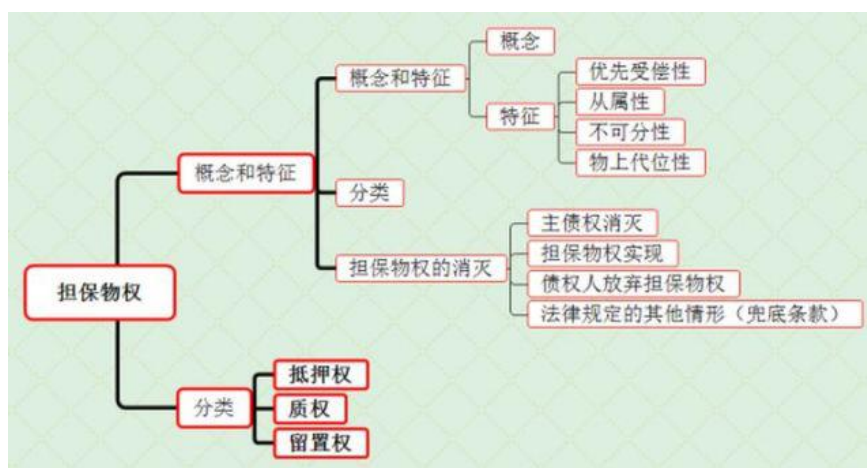 概念
概念和特征
优先受偿性
特征
从属性
不可分性
物上代位性
概念和特征
分类
主债权消灭
担保物权的消灭
担保物权实现
债权人放弃担保物权
法律规定的其他情形（兜底条款）
担保物权
抵押权
分类
质权
留置权